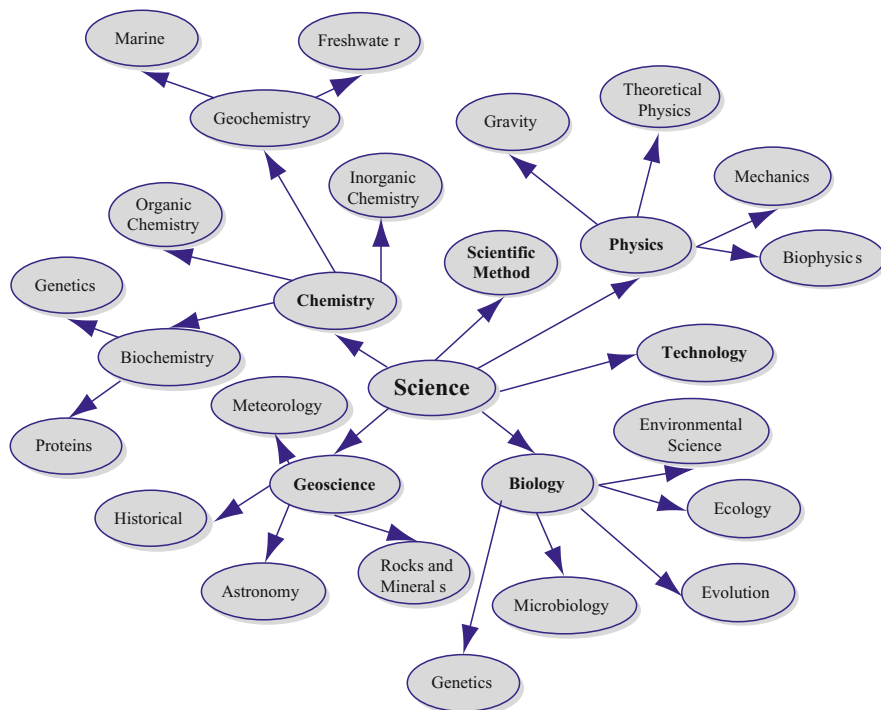 Marine
Freshwate r
Geochemistry
Theoretical
Physics
Gravity
Inorganic
Chemistry
Mechanics
Organic
Chemistry
Physics
Scientific
Method
Biophysic s
Genetics
Chemistry
Biochemistry
Technology
Science
Meteorology
Environmental
Science
Proteins
Geoscience
Biology
Historical
Ecology
Astronomy
Rocks and
Mineral s
Microbiology
Evolution
Genetics